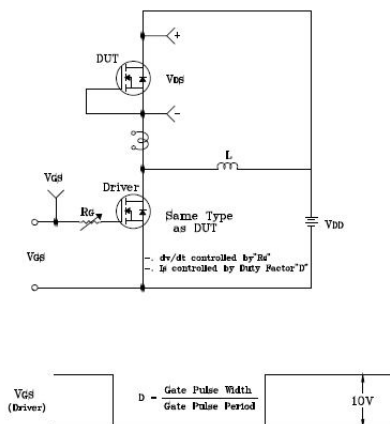 +
DUT
VDS
-
L
VGS
Driver
RG
Same Type
as DUT
VDD
VGS
-. dv/dt controlled by"RG"
-. Is controlled by Duty Factor"D"
VGS
(Driver)
D = Gate Pulse Width
Gate Pulse Period
10V